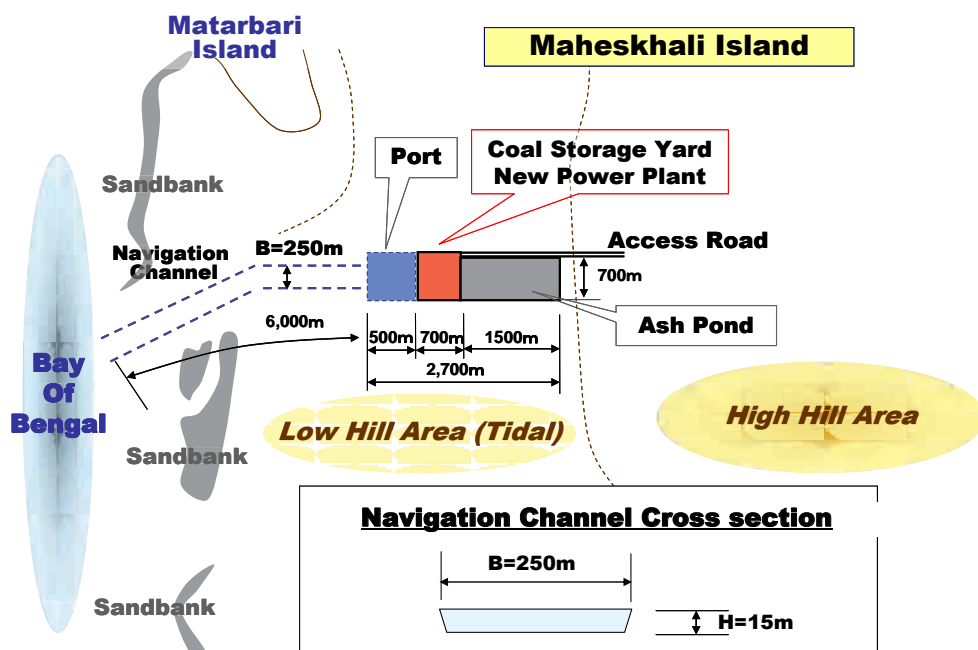 Matarbari
Island
Maheskhali Island
Port
Coal Storage Yard
New Power Plant
Sandbank
Navigation
Channel
B=250m
Access Road
700m
6,000m
500m
700m
1500m
2,700m
Ash Pond
Bay
Of
Bengal
Low Hill Area (Tidal)
High Hill Area
Sandbank
Navigation Channel Cross section
B=250m
H=15m
Sandbank